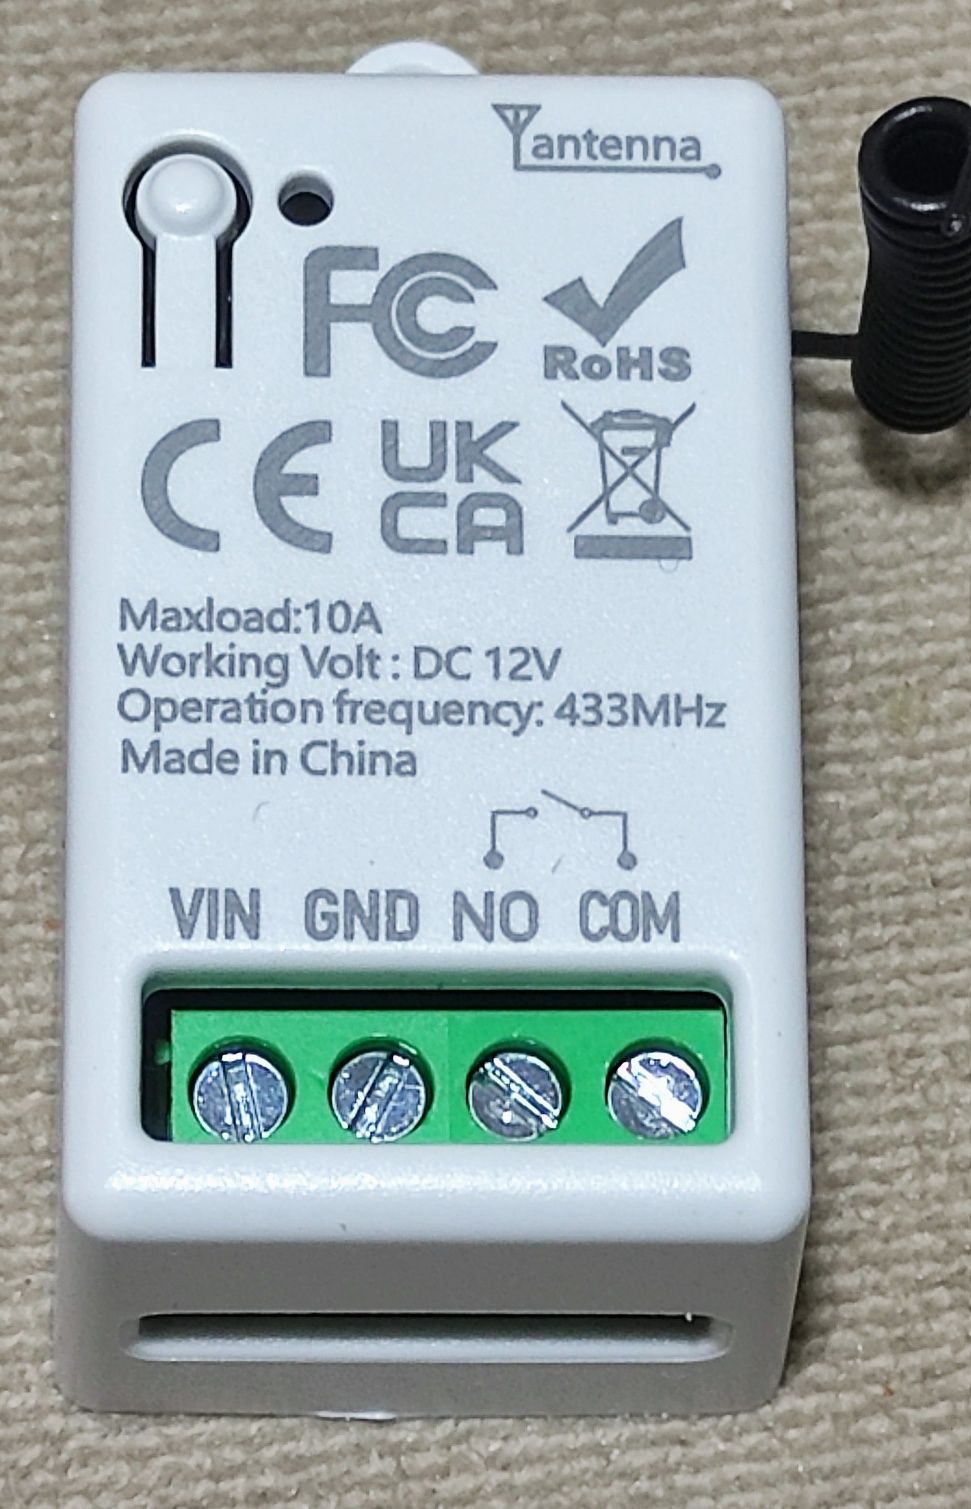 antenna
FC
RoHS
CE
UK
CA
Maxload:10A
Working Volt : DC 12V
Operation frequency: 433MHz
Made in China
VIN GND NO COM